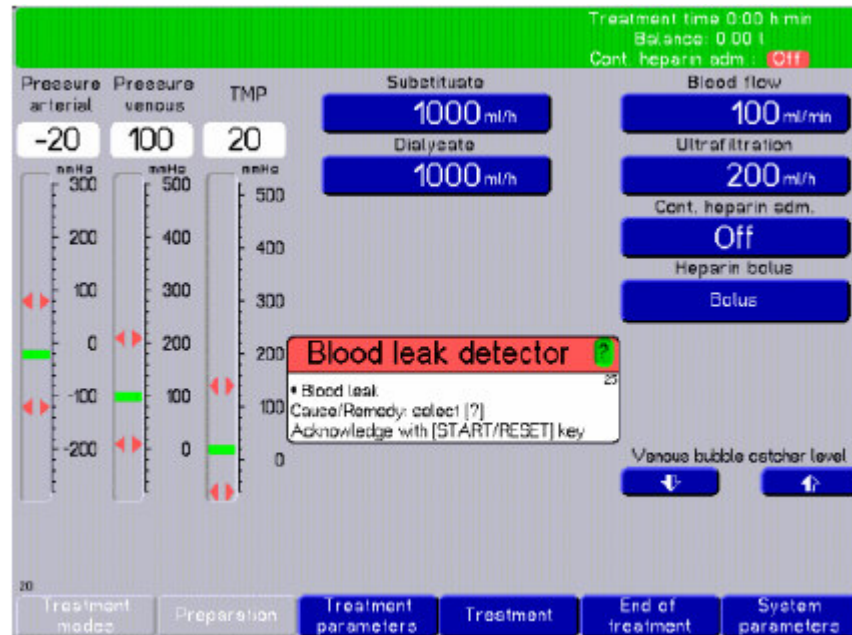 Treatment time 0:00 h:min
Balance: 0.00 l
Cont. heparin adm.: Off
Pressure arterial
Pressure venous
TMP
-20
100
20
mmHg
mmHg
mmHg
300
200
100
0
-100
-200
500
400
300
200
100
0
500
400
300
200
100
0
Substituate
1000 ml/h
Dialysate
1000 ml/h
Blood flow
100 ml/min
Ultrafiltration
200 ml/h
Cont. heparin adm.
Off
Heparin bolus
Bolus
Blood leak detector ?
25
• Blood leak
Cause/Remedy: select [?]
Acknowledge with [START/RESET] key
Venous bubble catcher level
20
Treatment modes
Preparation
Treatment parameters
Treatment
End of treatment
System parameters